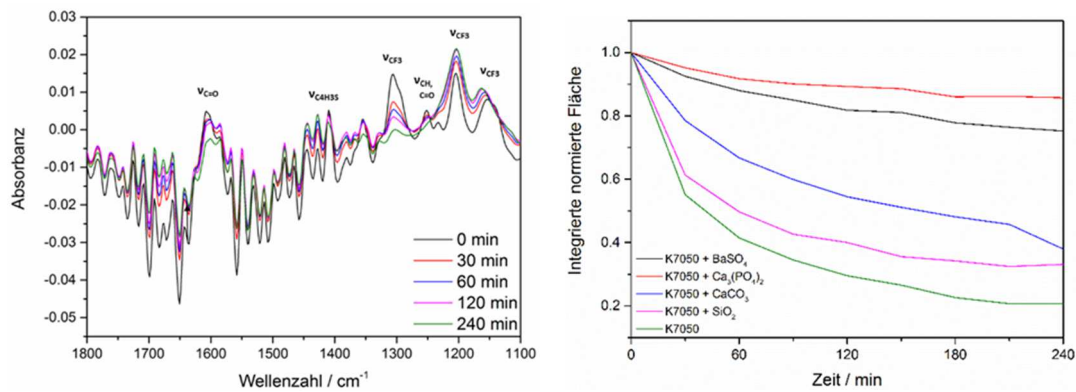 0.03
0.02
0.01
0.00
-0.01
-0.02
-0.03
-0.04
-0.05
Absorbanz
ν_C=O
ν_C4H3S
ν_CF3
ν_CH,
C=O
ν_CF3
ν_CF3
0 min
30 min
60 min
120 min
240 min
1800 1700 1600 1500 1400 1300 1200 1100
Wellenzahl / cm⁻¹
1.0
0.8
0.6
0.4
0.2
Integrierte normierte Fläche
K7050 + BaSO₄
K7050 + Ca₃(PO₄)₂
K7050 + CaCO₃
K7050 + SiO₂
K7050
0 60 120 180 240
Zeit / min